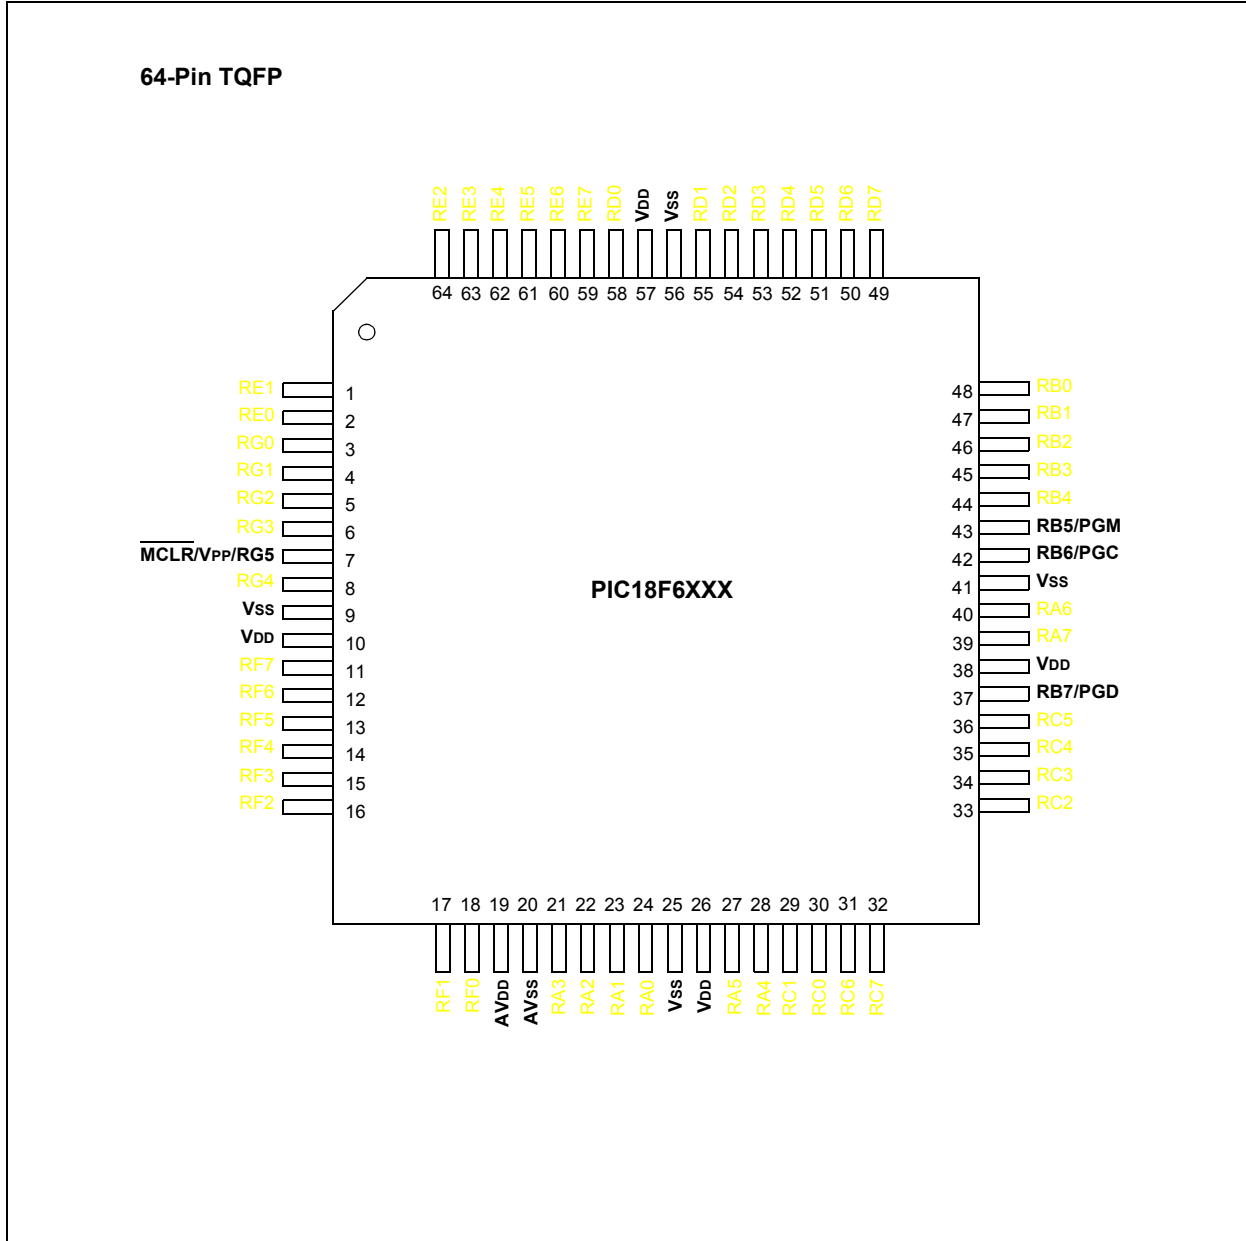 64-Pin TQFP
RE2 RE3 RE4 RE5 RE6 RE7 RD0 VDD VSS RD1 RD2 RD3 RD4 RD5 RD6 RD7
64 63 62 61 60 59 58 57 56 55 54 53 52 51 50 49
RE1 1
RE0 2
RG0 3
RG1 4
RG2 5
RG3 6
MCLR/VPP/RG5 7
RG4 8
VSS 9
VDD 10
RF7 11
RF6 12
RF5 13
RF4 14
RF3 15
RF2 16
PIC18F6XXX
48 RB0
47 RB1
46 RB2
45 RB3
44 RB4
43 RB5/PGM
42 RB6/PGC
41 VSS
40 RA6
39 RA7
38 VDD
37 RB7/PGD
36 RC5
35 RC4
34 RC3
33 RC2
17 18 19 20 21 22 23 24 25 26 27 28 29 30 31 32
RF1 RF0 AVDD AVSS RA3 RA2 RA1 RA0 VSS VDD RA5 RA4 RC1 RC0 RC6 RC7